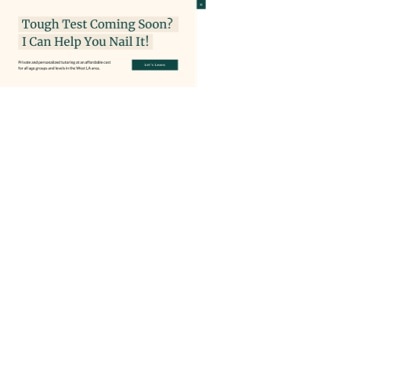 Tough Test Coming Soon?
I Can Help You Nail It!
Private and personalized tutoring at an affordable cost
for all age groups and levels in the West LA area.
Let's Learn